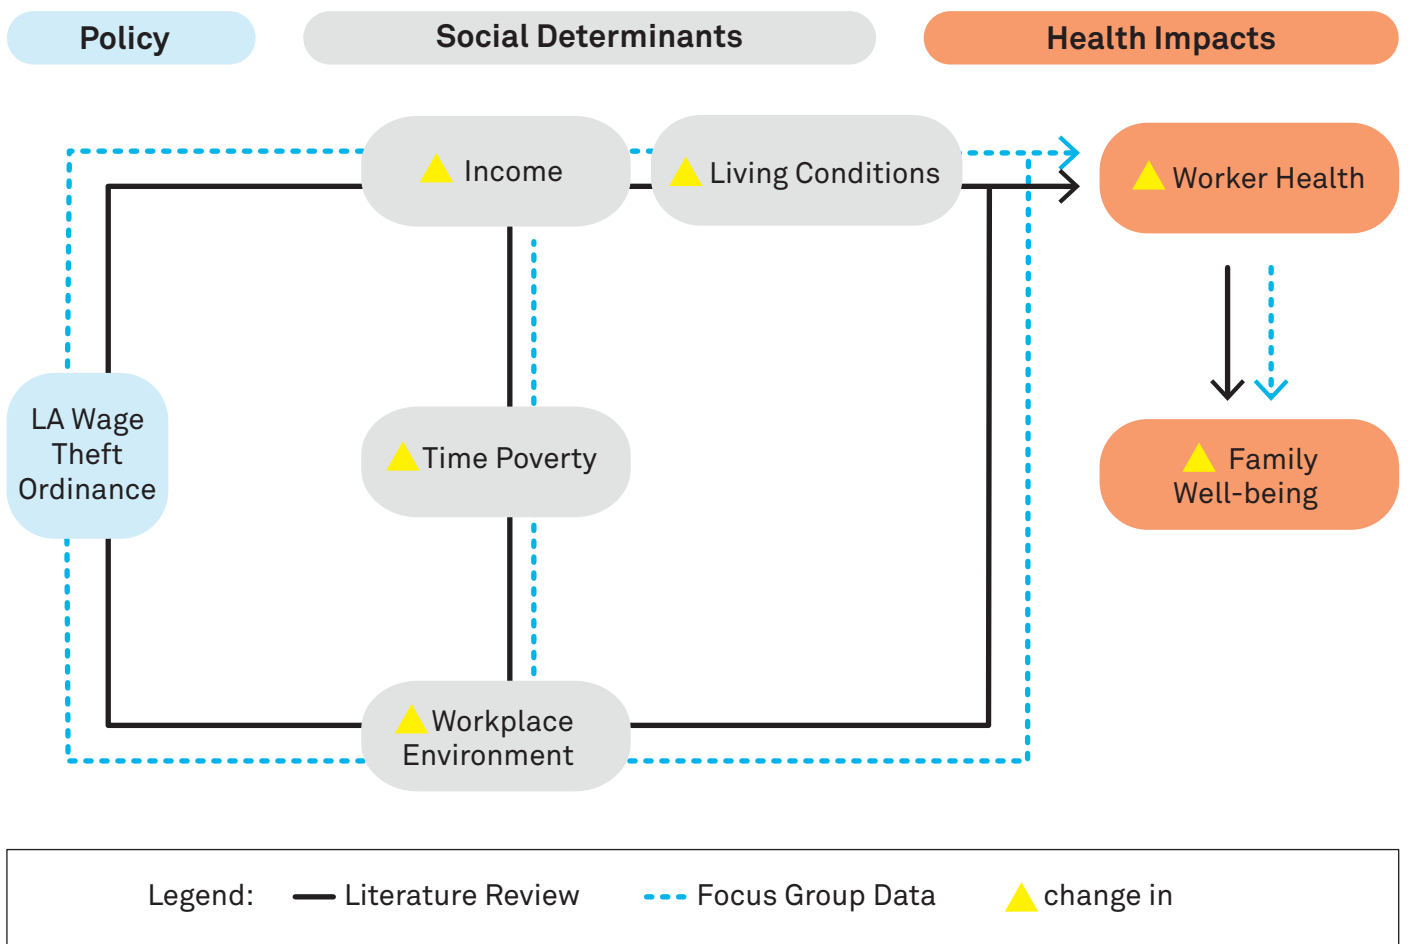 Policy
Social Determinants
Health Impacts
Income
Living Conditions
Worker Health
LA Wage
Theft
Ordinance
Time Poverty
Family
Well-being
Workplace
Environment
Legend:
Literature Review
Focus Group Data
change in